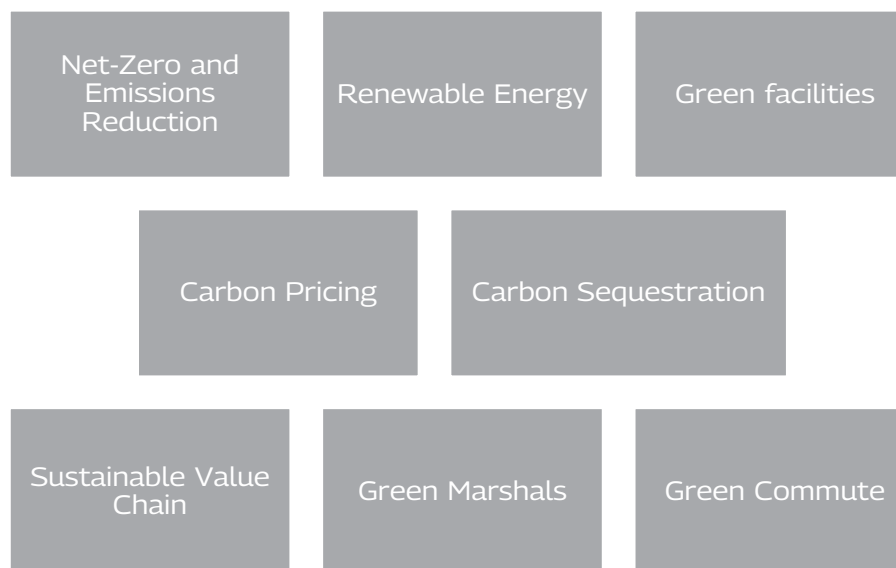 Net-Zero and
Emissions
Reduction
Renewable Energy
Green facilities
Carbon Pricing
Carbon Sequestration
Sustainable Value
Chain
Green Marshals
Green Commute